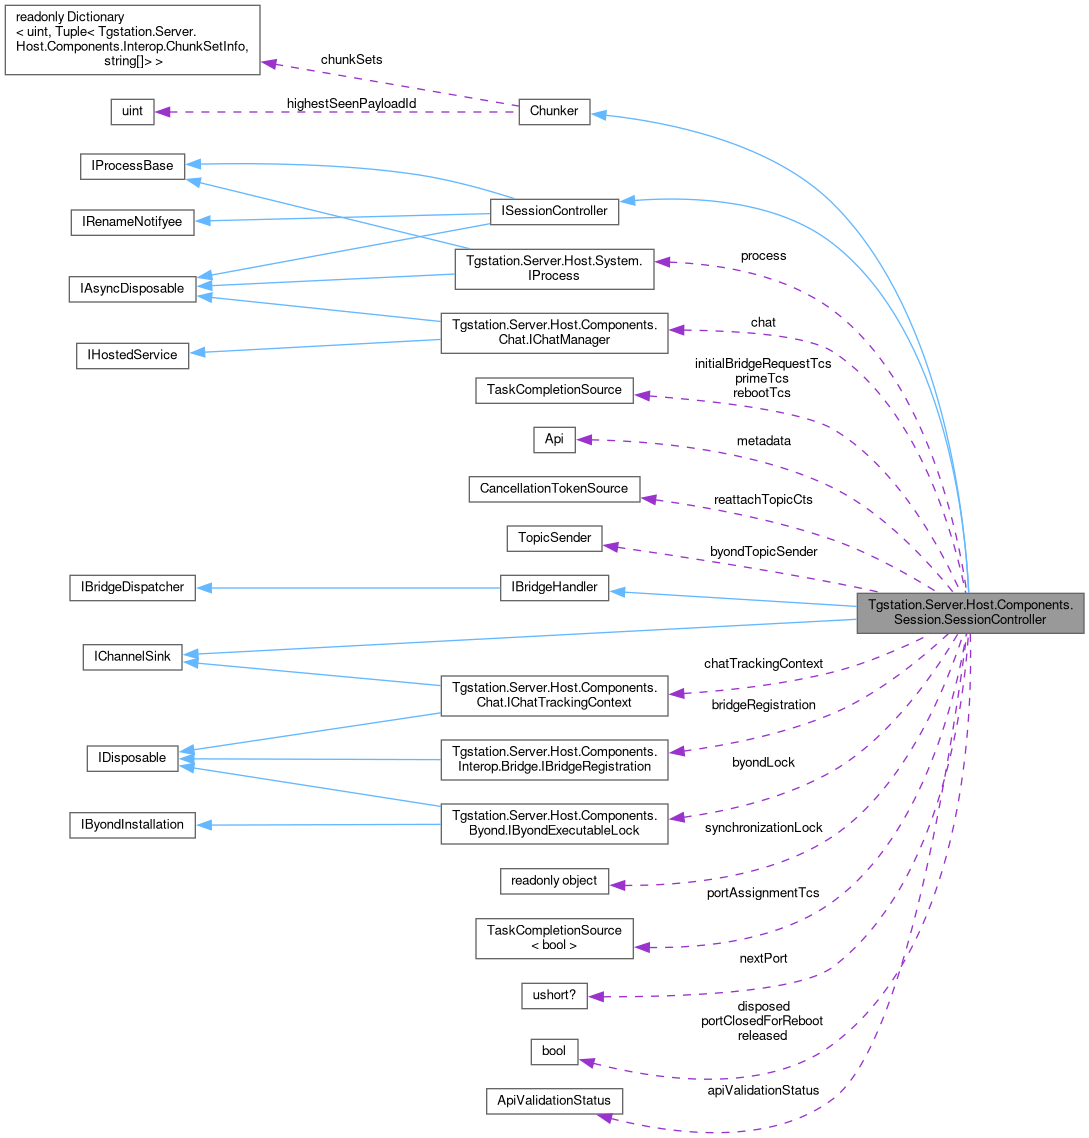 readonly Dictionary
< uint, Tuple< Tgstation.Server.
Host.Components.Interop.ChunkSetInfo,
string[]> >
chunkSets
highestSeenPayloadId
uint
Chunker
IProcessBase
ISessionController
IRenameNotifyee
Tgstation.Server.Host.System.
IProcess
process
IAsyncDisposable
Tgstation.Server.Host.Components.
Chat.IChatManager
chat
IHostedService
initialBridgeRequestTcs
primeTcs
rebootTcs
TaskCompletionSource
Api
metadata
CancellationTokenSource
reattachTopicCts
TopicSender
byondTopicSender
IBridgeDispatcher
IBridgeHandler
Tgstation.Server.Host.Components.
Session.SessionController
IChannelSink
chatTrackingContext
Tgstation.Server.Host.Components.
Chat.IChatTrackingContext
bridgeRegistration
IDisposable
Tgstation.Server.Host.Components.
Interop.Bridge.IBridgeRegistration
byondLock
IByondInstallation
Tgstation.Server.Host.Components.
Byond.IByondExecutableLock
synchronizationLock
readonly object
portAssignmentTcs
TaskCompletionSource
< bool >
nextPort
ushort?
disposed
portClosedForReboot
released
bool
apiValidationStatus
ApiValidationStatus